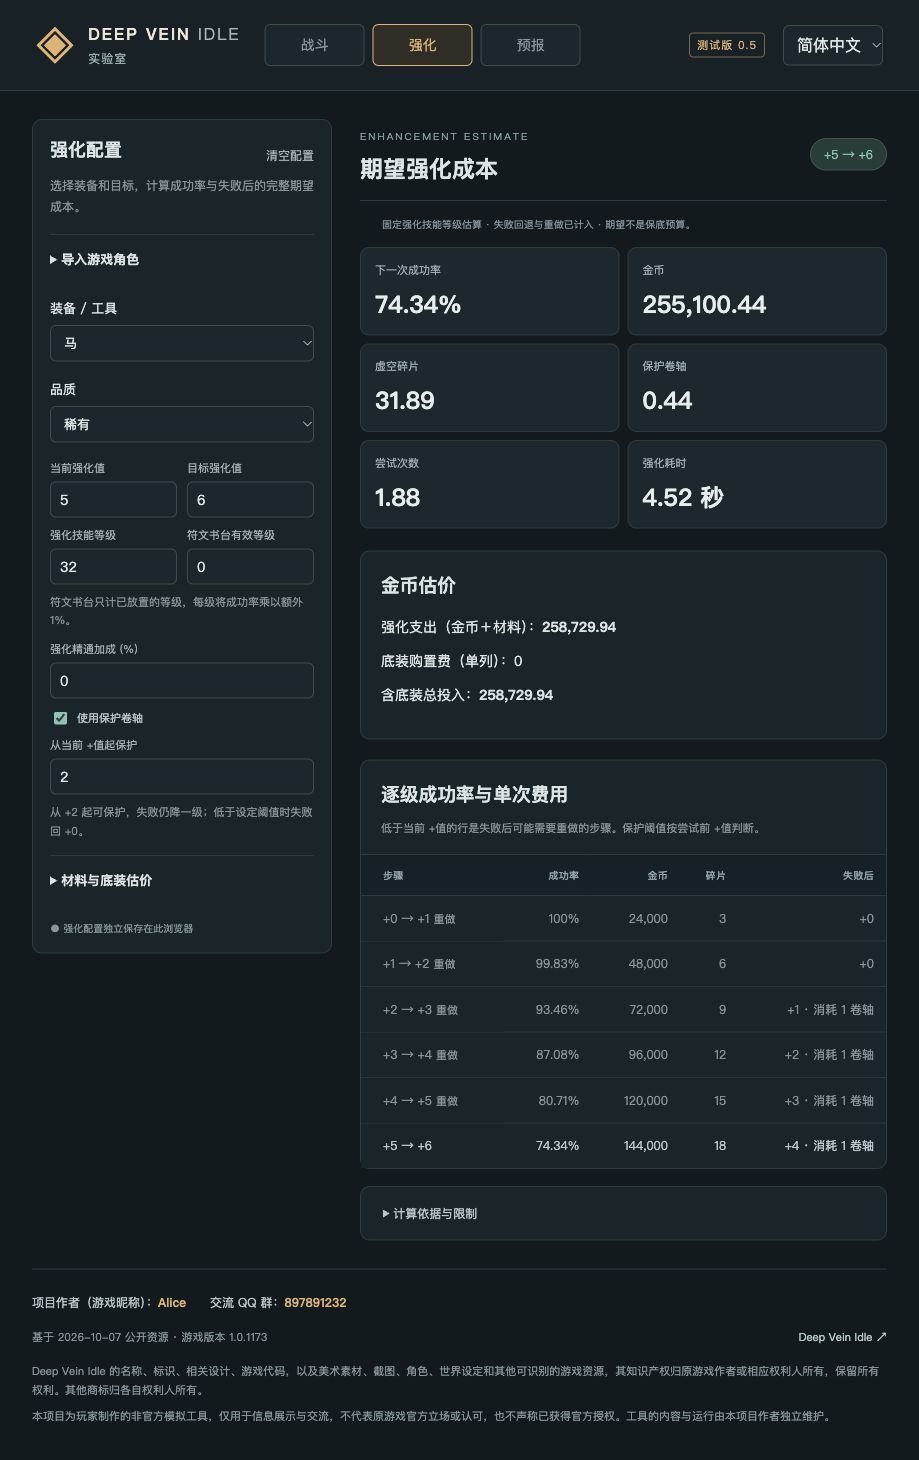 DEEP VEIN IDLE
实验室
战斗
强化
预报
测试版 0.5
简体中文
强化配置
清空配置
选择装备和目标，计算成功率与失败后的完整期望
成本。
导入游戏角色
装备 / 工具
马
品质
稀有
当前强化值 目标强化值
5 6
强化技能等级 符文书台有效等级
32 0
符文书台只计已放置的等级，每级将成功率乘以额外
1%。
强化精通加成 (%)
0
使用保护卷轴
从当前 +值起保护
2
从 +2 起可保护，失败仍降一级；低于设定阈值时失败
回 +0。
材料与底装估价
强化配置独立保存在此浏览器
ENHANCEMENT ESTIMATE
期望强化成本
+5 → +6
固定强化技能等级估算 · 失败回退与重做已计入 · 期望不是保底预算。
下一次成功率
74.34%
金币
255,100.44
虚空碎片
31.89
保护卷轴
0.44
尝试次数
1.88
强化耗时
4.52 秒
金币估价
强化支出（金币＋材料）：258,729.94
底装购置费（单列）：0
含底装总投入：258,729.94
逐级成功率与单次费用
低于当前 +值的行是失败后可能需要重做的步骤。保护阈值按尝试前 +值判断。
步骤 成功率 金币 碎片 失败后
+0 → +1 重做 100% 24,000 3 +0
+1 → +2 重做 99.83% 48,000 6 +0
+2 → +3 重做 93.46% 72,000 9 +1 · 消耗 1 卷轴
+3 → +4 重做 87.08% 96,000 12 +2 · 消耗 1 卷轴
+4 → +5 重做 80.71% 120,000 15 +3 · 消耗 1 卷轴
+5 → +6 74.34% 144,000 18 +4 · 消耗 1 卷轴
计算依据与限制
项目作者（游戏昵称）：Alice 交流 QQ 群：897891232
基于 2026-10-07 公开资源 · 游戏版本 1.0.1173
Deep Vein Idle ↗
Deep Vein Idle 的名称、标识、相关设计、游戏代码，以及美术素材、截图、角色、世界设定和其他可识别的游戏资源，其知识产权归原游戏作者或相应权利人所有，保留所有
权利。其他商标归各自权利人所有。
本项目为玩家制作的非官方模拟工具，仅用于信息展示与交流，不代表原游戏官方立场或认可，也不声称已获得官方授权。工具的内容与运行由本项目作者独立维护。